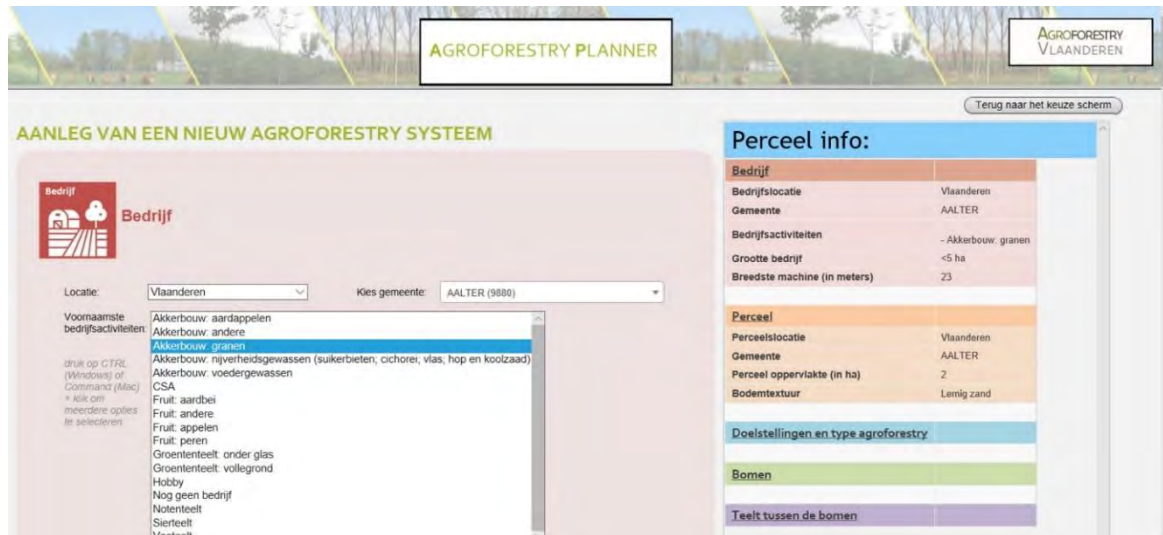 AGROFORESTRY PLANNER
AGROFORESTRY
VLAANDEREN
Terug naar het keuze scherm
AANLEG VAN EEN NIEUW AGROFORESTRY SYSTEEM
Bedrijf
Bedrijf
Locatie: Vlaanderen Kies gemeente: AALTER (9880)
Voornaamste
bedrijfsactiviteiten:
druk op CTRL
(Windows) of
Command (Mac)
+ klik om
meerdere opties
te selecteren
Akkerbouw: aardappelen
Akkerbouw: andere
Akkerbouw: granen
Akkerbouw: nijverheidsgewassen (suikerbieten; cichorei; vlas; hop en koolzaad)
Akkerbouw: voedergewassen
CSA
Fruit: aardbei
Fruit: andere
Fruit: appelen
Fruit: peren
Groententeelt: onder glas
Groententeelt: vollegrond
Hobby
Nog geen bedrijf
Notenteelt
Sierteelt
Perceel info:
Bedrijf
Bedrijfslocatie Vlaanderen
Gemeente AALTER
Bedrijfsactiviteiten - Akkerbouw: granen
Grootte bedrijf <5 ha
Breedste machine (in meters) 23
Perceel
Perceelslocatie Vlaanderen
Gemeente AALTER
Perceel oppervlakte (in ha) 2
Bodemtextuur Lemig zand
Doelstellingen en type agroforestry
Bomen
Teelt tussen de bomen